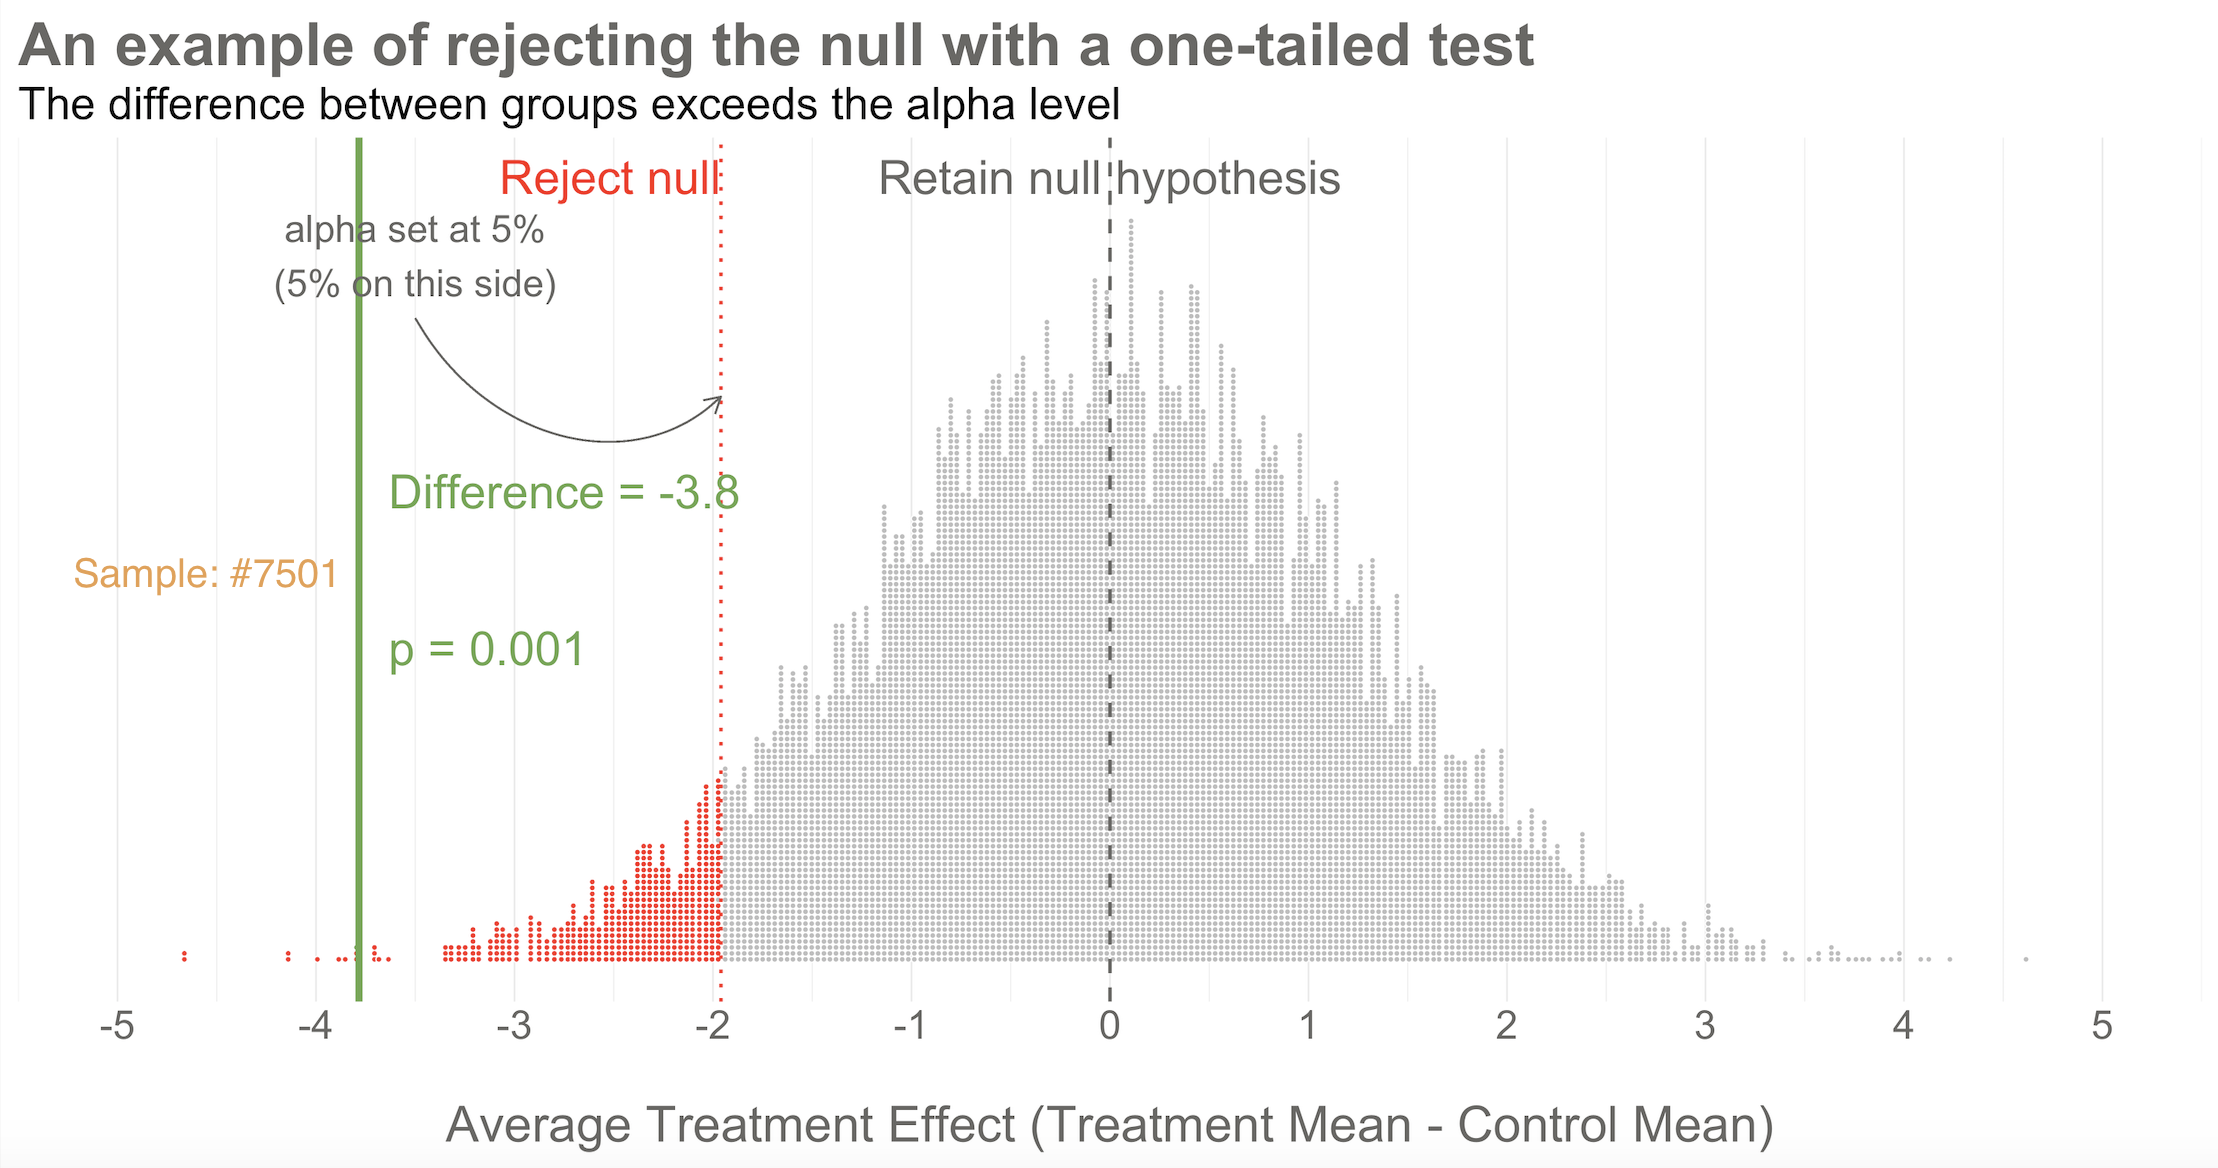 An example of rejecting the null with a one-tailed test
The difference between groups exceeds the alpha level
Reject null
Retain null hypothesis
alpha set at 5%
(5% on this side)
Difference = -3.8
Sample: #7501
p = 0.001
-5 -4 -3 -2 -1 0 1 2 3 4 5
Average Treatment Effect (Treatment Mean - Control Mean)